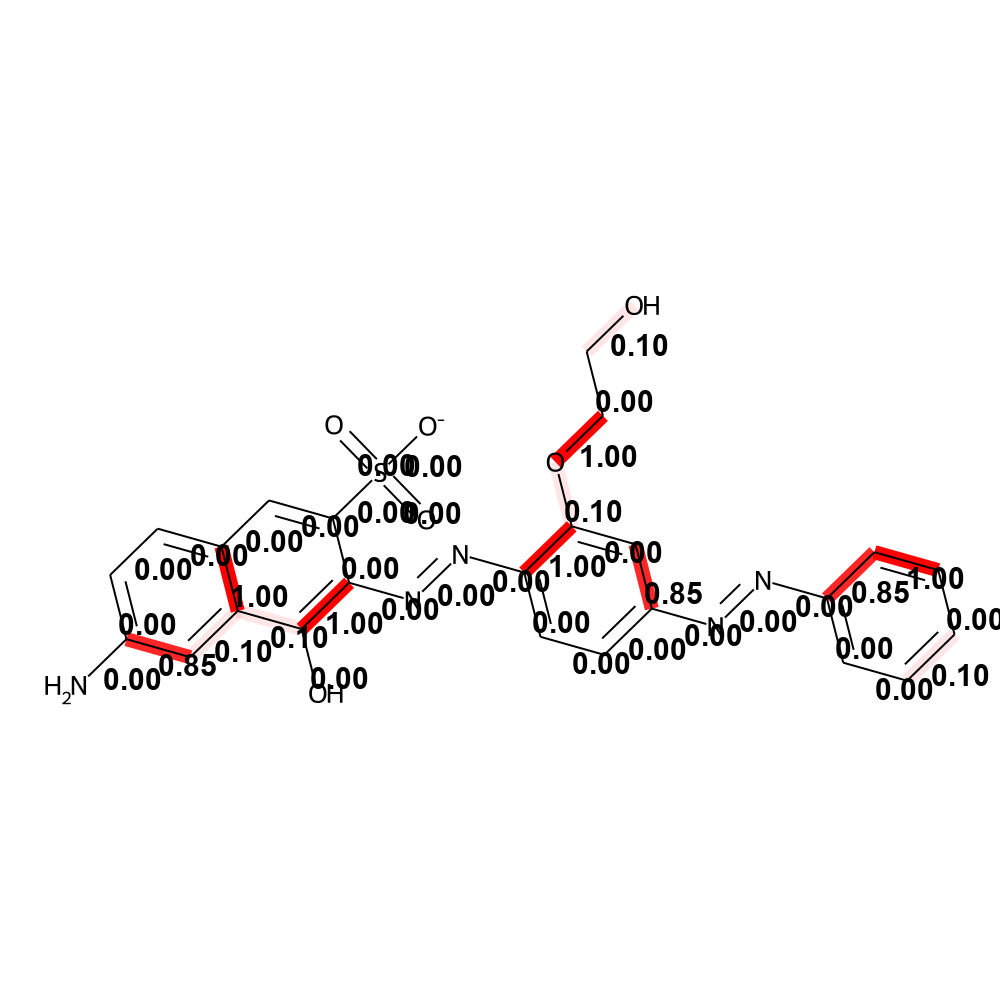 OH
0.10
0.00
O O⁻
O 1.00
0.00 S 0.00
0.10
0.00 0.00 O
0.00
0.00 0.00 0.00 N 0.00
0.00 0.00 1.00 1.00
0.00 0.00 N 0.85
1.00 N 0.00 0.85 0.00
0.00 0.10 1.00 0.00 N 0.00 0.00
0.10 0.00 0.00 0.00
0.85 0.00
H₂N 0.00 0.00 0.10
OH 0.00